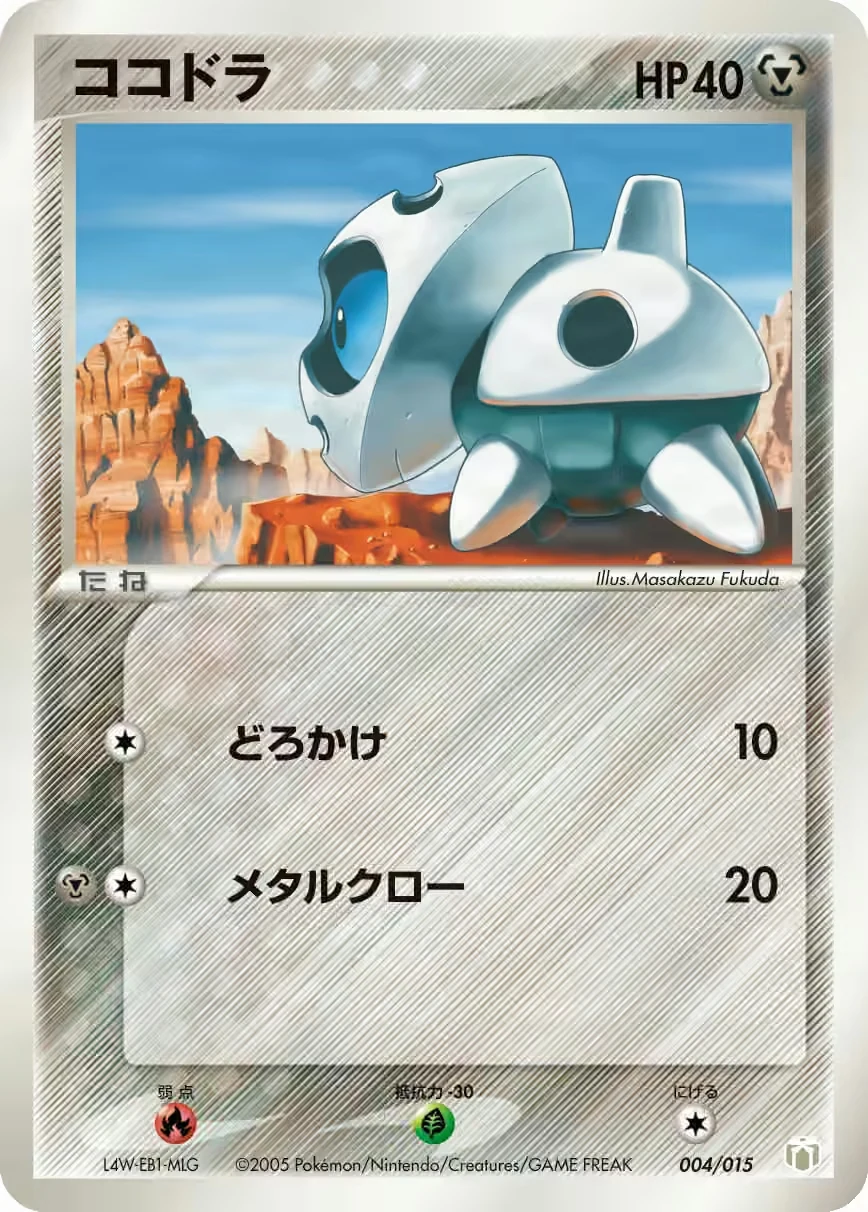 ココドラ HP40
たね Illus.Masakazu Fukuda
どろかけ 10
メタルクロー 20
弱点 抵抗力-30 にげる
L4W-EB1-MLG ©2005 Pokémon/Nintendo/Creatures/GAME FREAK 004/015